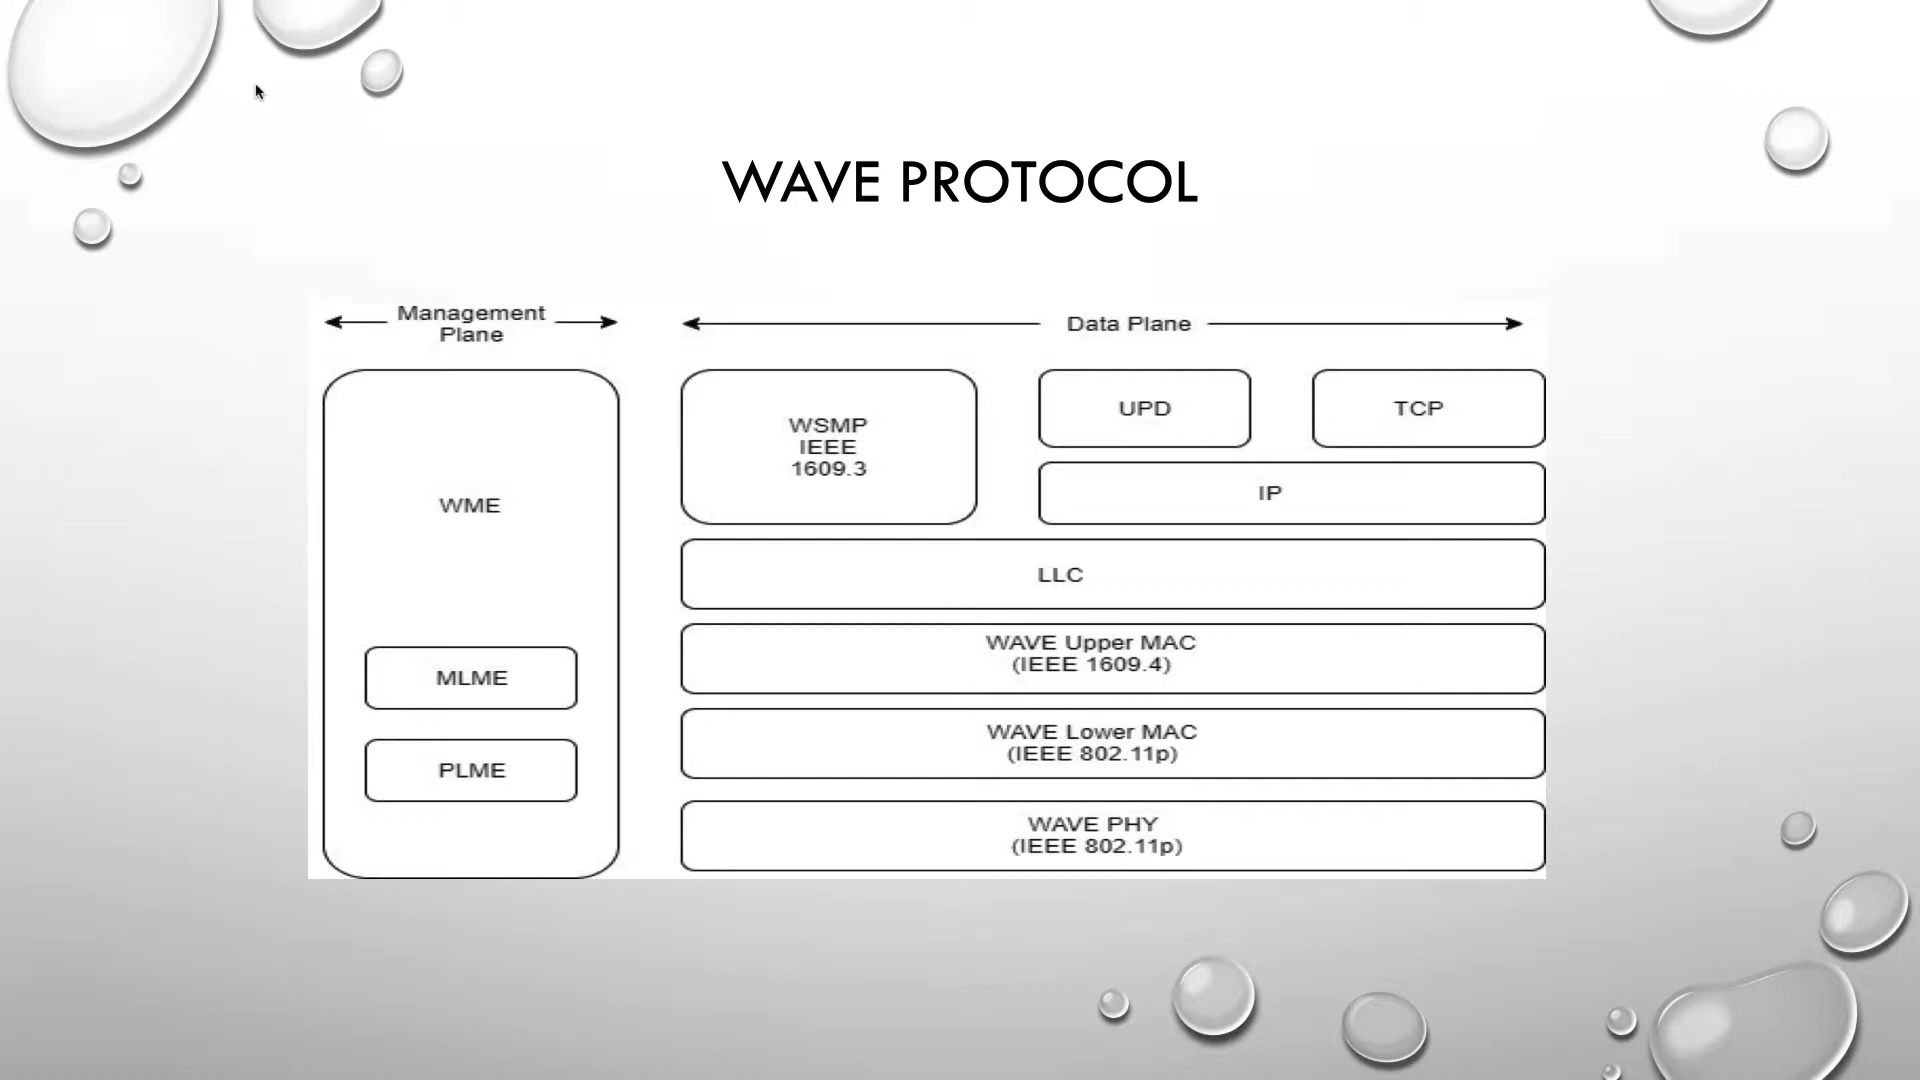 WAVE PROTOCOL
Management
Plane
Data Plane
WME
MLME
PLME
WSMP
IEEE
1609.3
UPD
TCP
IP
LLC
WAVE Upper MAC
(IEEE 1609.4)
WAVE Lower MAC
(IEEE 802.11p)
WAVE PHY
(IEEE 802.11p)